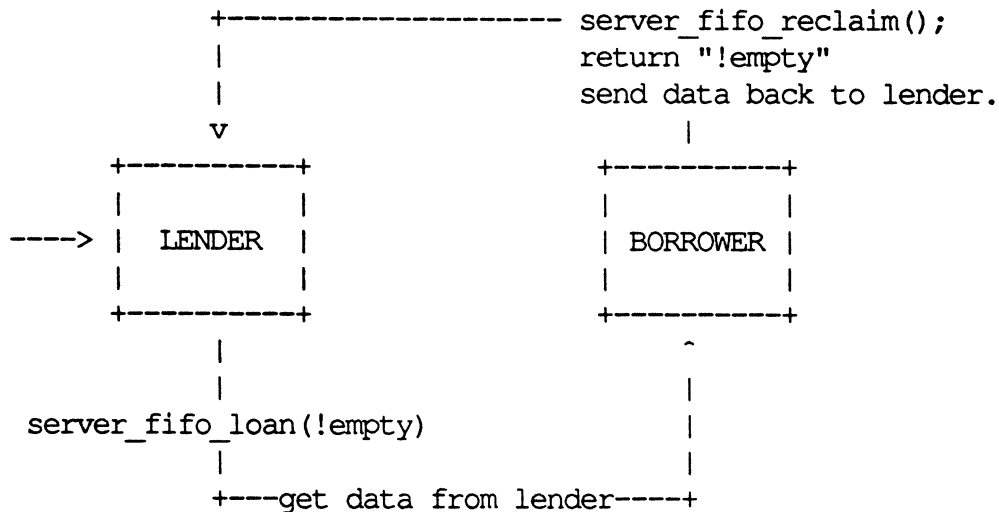 server_fifo_reclaim();
return "!empty"
send data back to lender.
LENDER
BORROWER
server_fifo_loan(!empty)
get data from lender